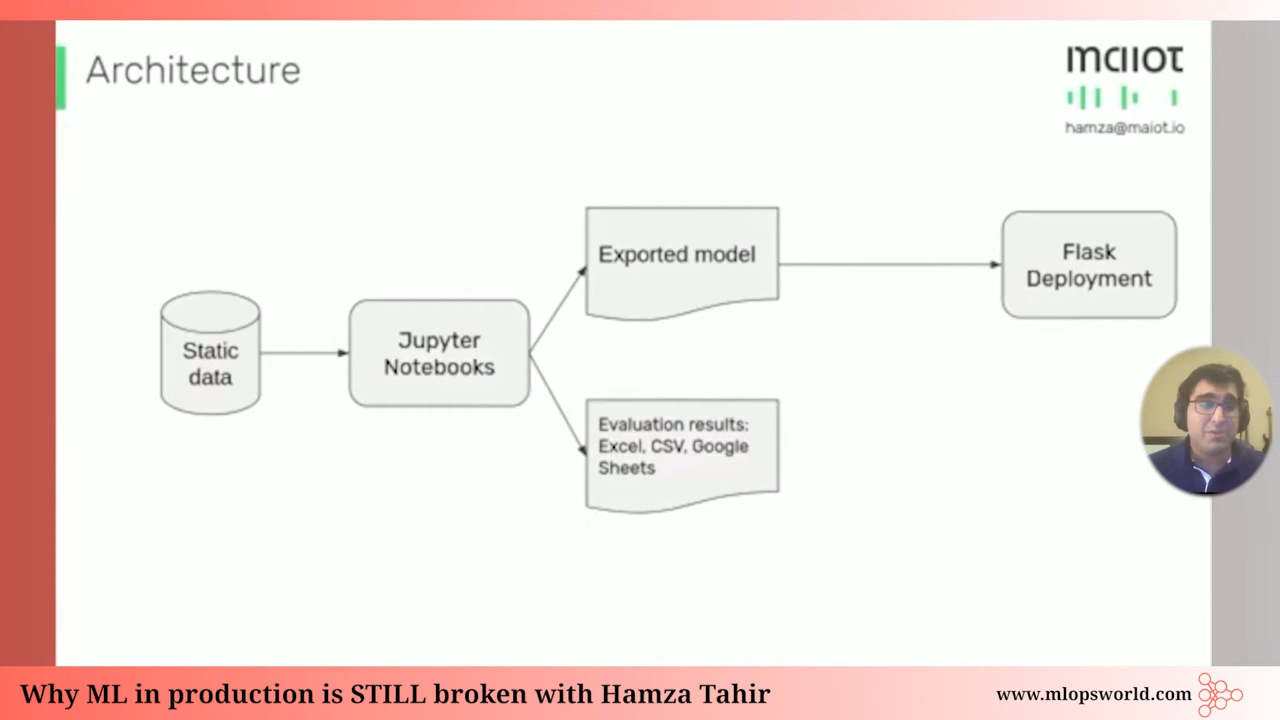 Architecture
maiot
hamza@maiot.io
Static
data
Jupyter
Notebooks
Exported model
Evaluation results:
Excel, CSV, Google
Sheets
Flask
Deployment
Why ML in production is STILL broken with Hamza Tahir
www.mlopsworld.com